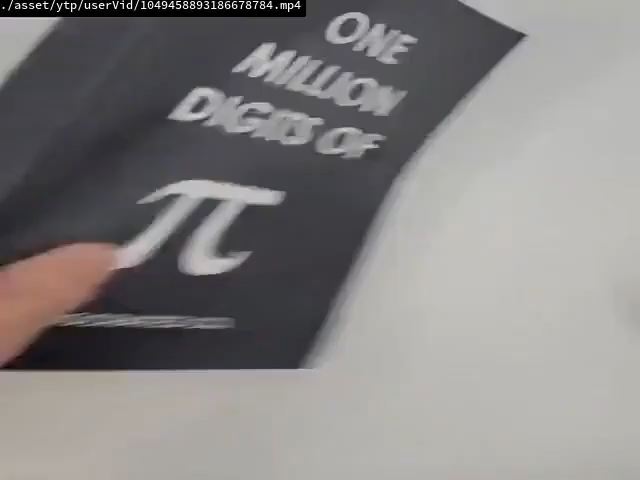 ./asset/ytp/userVid/1049458893186678784.mp4
ONE
MILLION
DIGITS OF
π